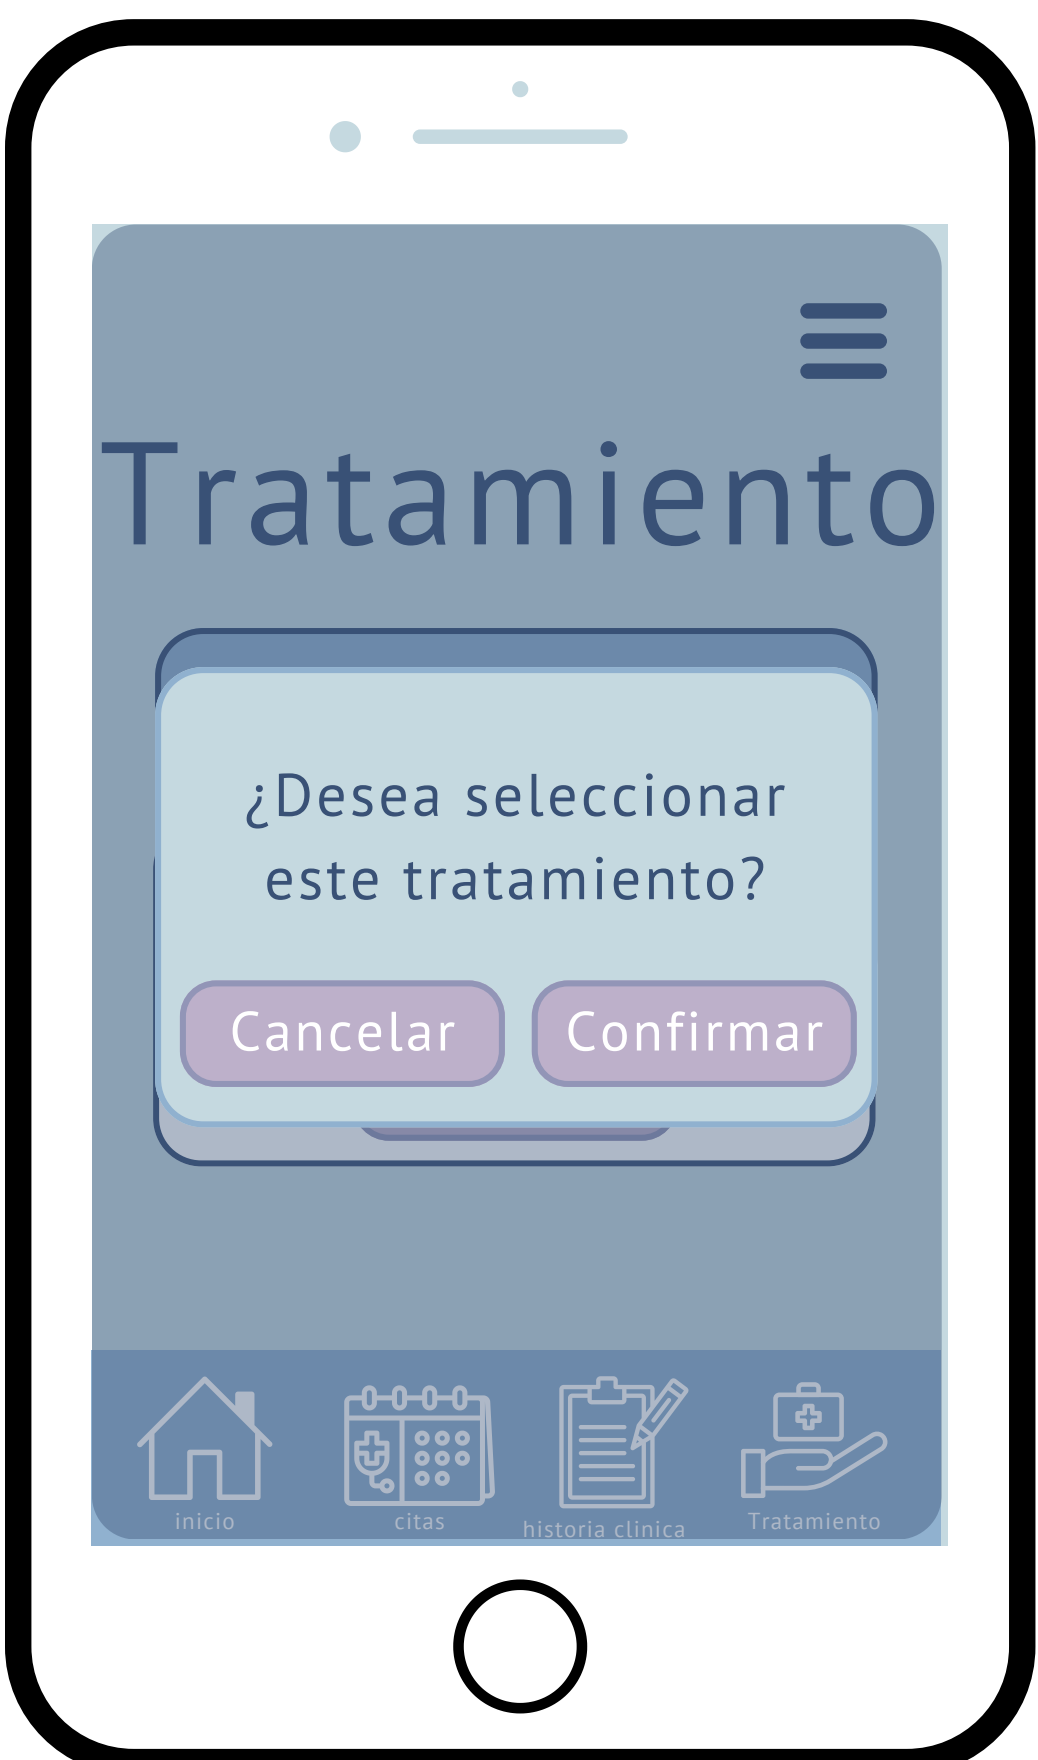 Tratamiento
¿Desea seleccionar
este tratamiento?
Cancelar
Confirmar
inicio
citas
historia clinica
Tratamiento